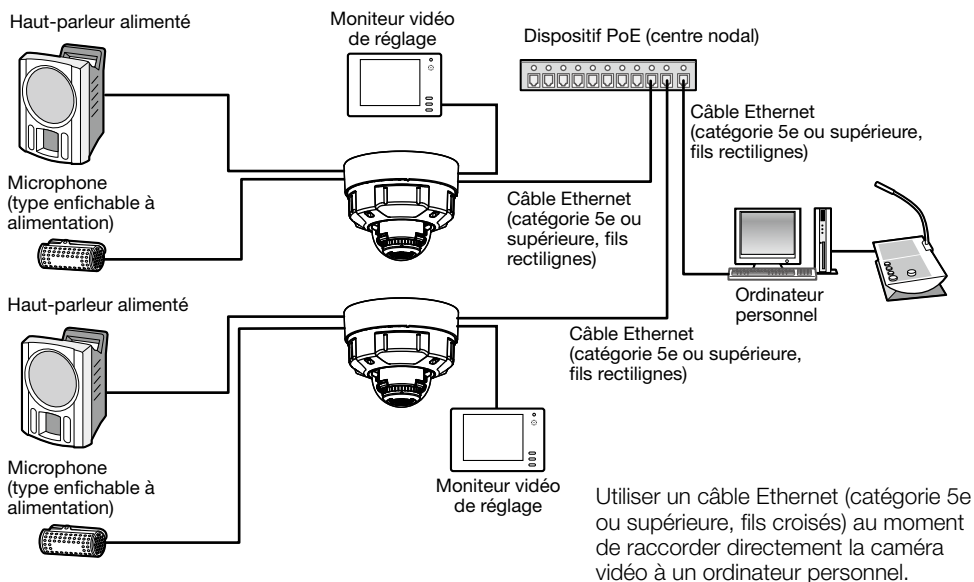 Haut-parleur alimenté
Moniteur vidéo
de réglage
Dispositif PoE (centre nodal)
Câble Ethernet
(catégorie 5e ou supérieure,
fils rectilignes)
Microphone
(type enfichable à
alimentation)
Câble Ethernet
(catégorie 5e ou
supérieure, fils
rectilignes)
Ordinateur
personnel
Haut-parleur alimenté
Câble Ethernet
(catégorie 5e ou supérieure,
fils rectilignes)
Microphone
(type enfichable à
alimentation)
Moniteur vidéo
de réglage
Utiliser un câble Ethernet (catégorie 5e
ou supérieure, fils croisés) au moment
de raccorder directement la caméra
vidéo à un ordinateur personnel.